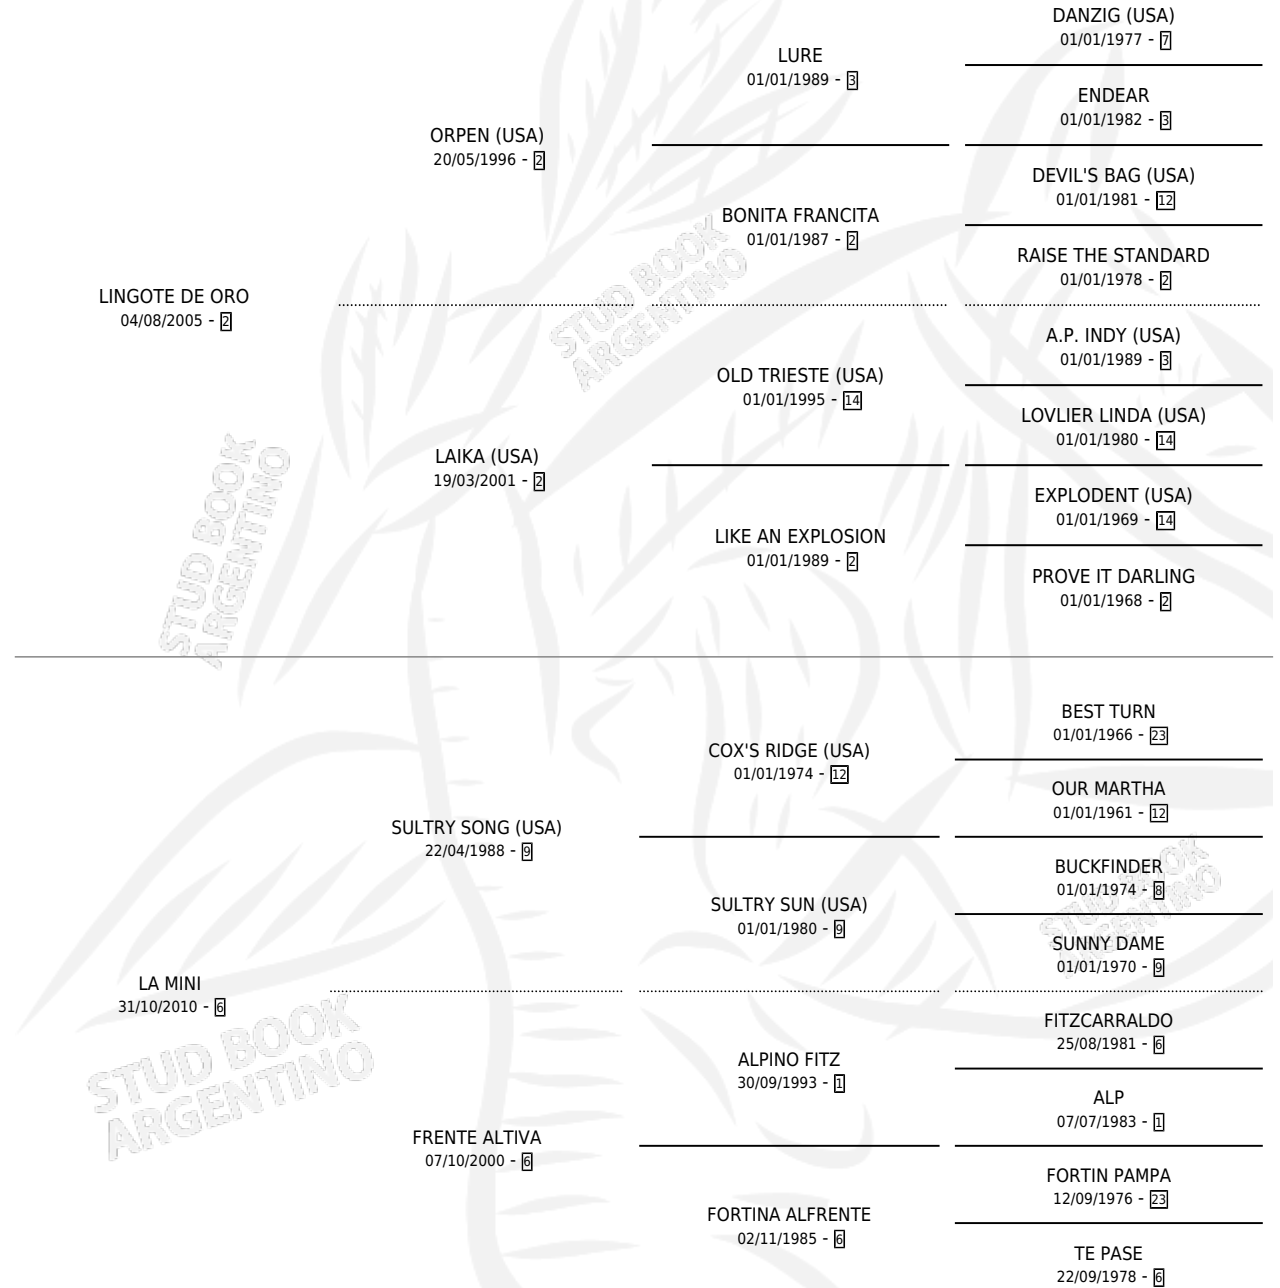 DANZIG (USA)
01/01/1977 - 7
LURE
01/01/1989 - 3
ENDEAR
01/01/1982 - 3
ORPEN (USA)
20/05/1996 - 2
DEVIL'S BAG (USA)
01/01/1981 - 12
BONITA FRANCITA
01/01/1987 - 2
RAISE THE STANDARD
01/01/1978 - 2
LINGOTE DE ORO
04/08/2005 - 2
STUD BOOK
ARGENTINO
A.P. INDY (USA)
01/01/1989 - 3
OLD TRIESTE (USA)
01/01/1995 - 14
LOVLIER LINDA (USA)
01/01/1980 - 14
LAIKA (USA)
19/03/2001 - 2
EXPLODENT (USA)
01/01/1969 - 14
LIKE AN EXPLOSION
01/01/1989 - 2
PROVE IT DARLING
01/01/1968 - 2
STUD BOOK
ARGENTINO
BEST TURN
01/01/1966 - 23
COX'S RIDGE (USA)
01/01/1974 - 12
OUR MARTHA
01/01/1961 - 12
SULTRY SONG (USA)
22/04/1988 - 9
BUCKFINDER
01/01/1974 - 8
SULTRY SUN (USA)
01/01/1980 - 9
SUNNY DAME
01/01/1970 - 9
STUD BOOK
ARGENTINO
LA MINI
31/10/2010 - 6
FITZCARRALDO
25/08/1981 - 6
ALPINO FITZ
30/09/1993 - 1
ALP
07/07/1983 - 1
STUD BOOK
ARGENTINO
FRENTE ALTIVA
07/10/2000 - 6
FORTIN PAMPA
12/09/1976 - 23
FORTINA ALFRENTE
02/11/1985 - 6
TE PASE
22/09/1978 - 6